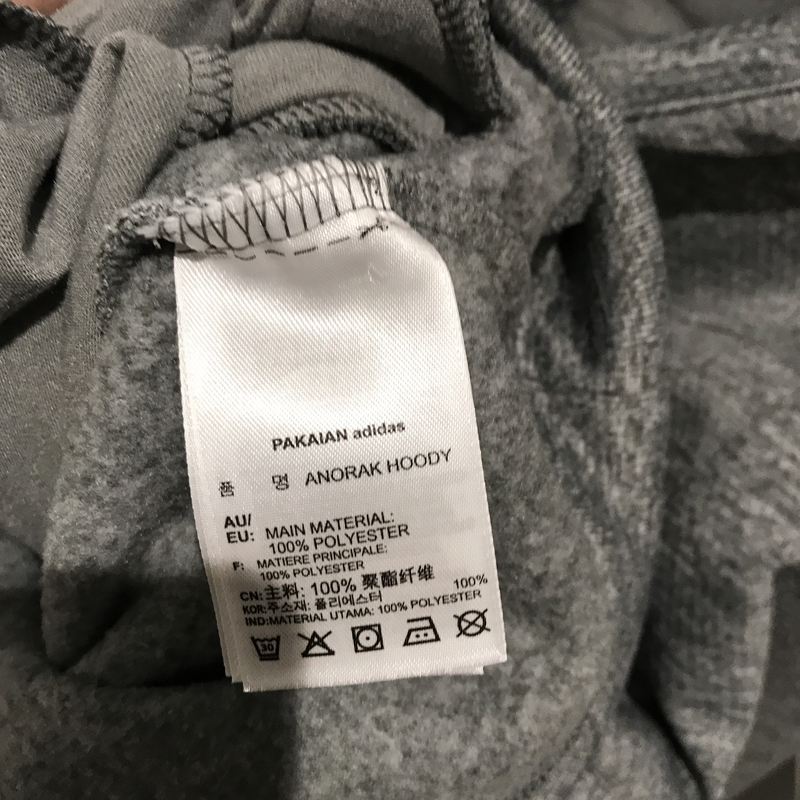 PAKAIAN adidas
품 명 ANORAK HOODY
AU/
EU: MAIN MATERIAL:
100% POLYESTER
F: MATIERE PRINCIPALE:
100% POLYESTER
CN:主料: 100% 聚酯纤维
KOR:주소재: 폴리에스터 100%
IND:MATERIAL UTAMA: 100% POLYESTER
30